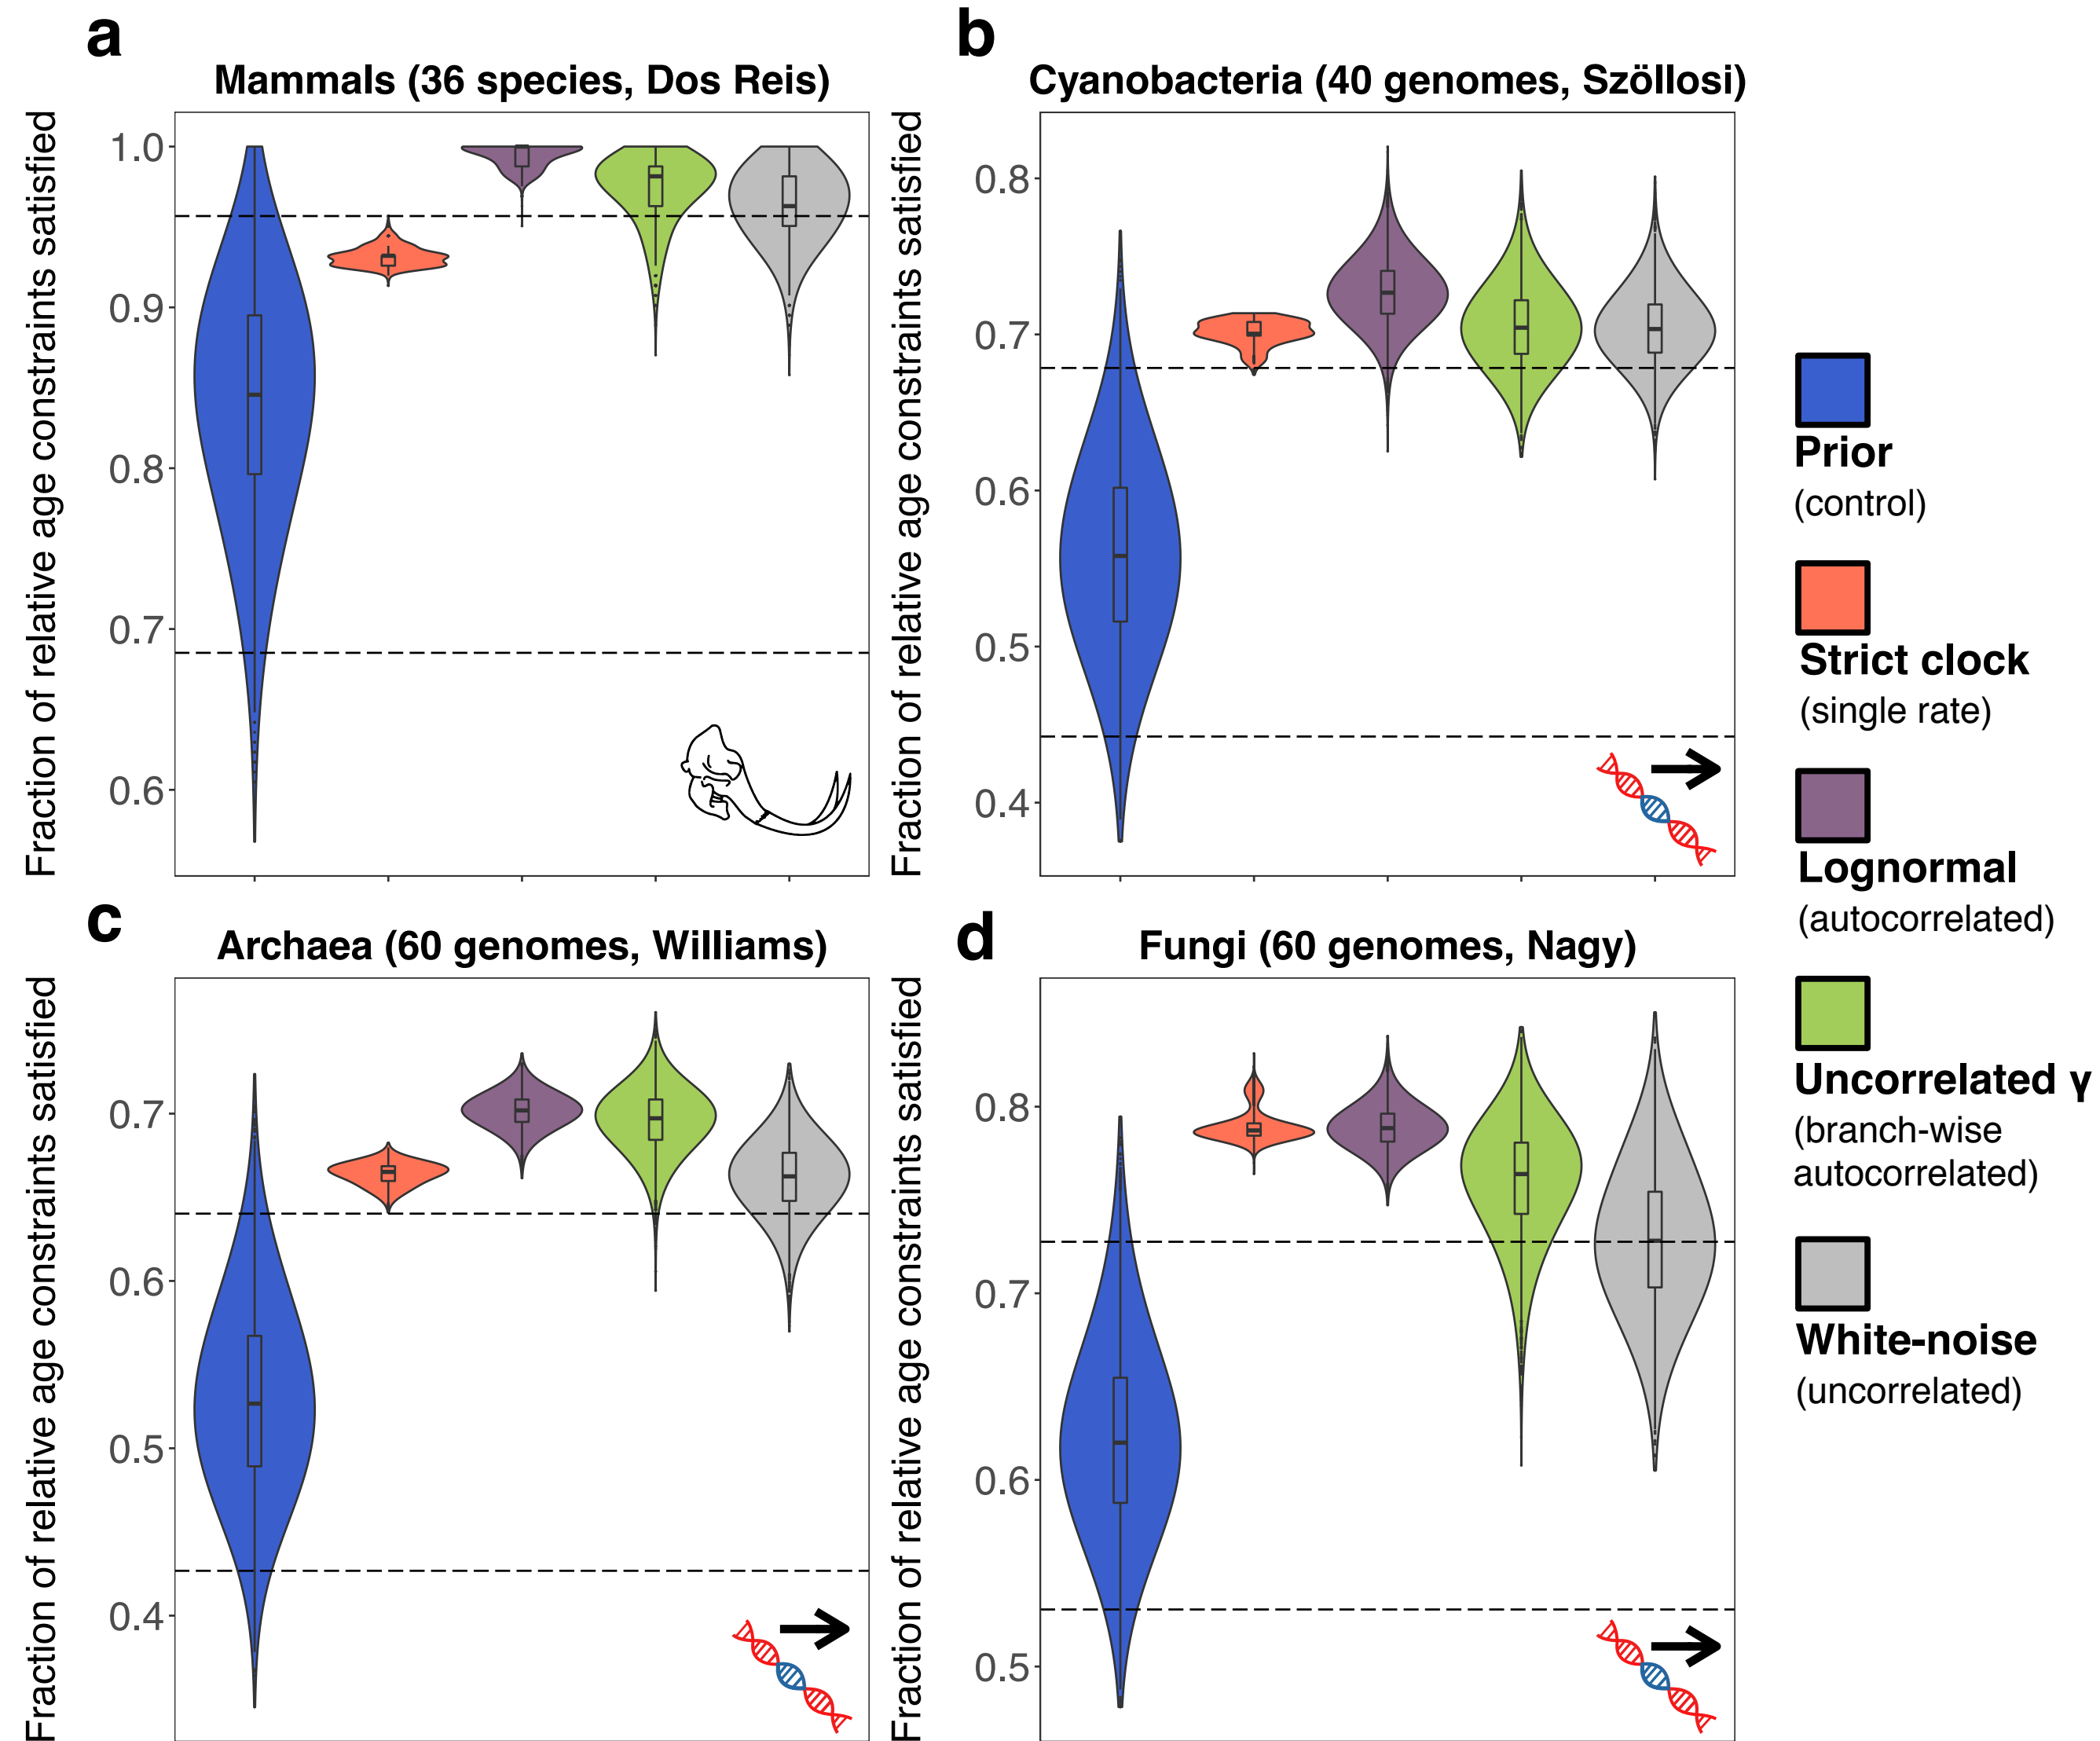 a
Mammals (36 species, Dos Reis)
Fraction of relative age constraints satisfied
1.0
0.9
0.8
0.7
0.6
b
Cyanobacteria (40 genomes, Szöllosi)
Fraction of relative age constraints satisfied
0.8
0.7
0.6
0.5
0.4
c
Archaea (60 genomes, Williams)
Fraction of relative age constraints satisfied
0.7
0.6
0.5
0.4
d
Fungi (60 genomes, Nagy)
Fraction of relative age constraints satisfied
0.8
0.7
0.6
0.5
Prior
(control)
Strict clock
(single rate)
Lognormal
(autocorrelated)
Uncorrelated γ
(branch-wise
autocorrelated)
White-noise
(uncorrelated)